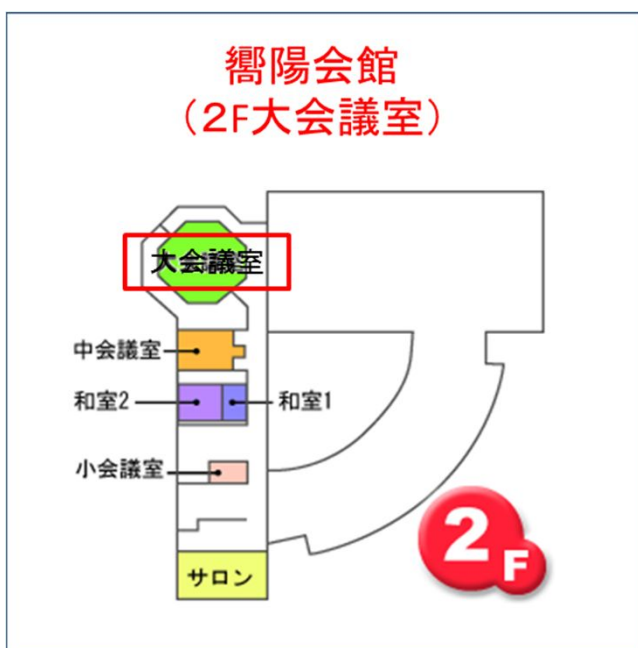 嚮陽会館
（２F大会議室）
大会議室
中会議室
和室2
和室1
小会議室
サロン
2F